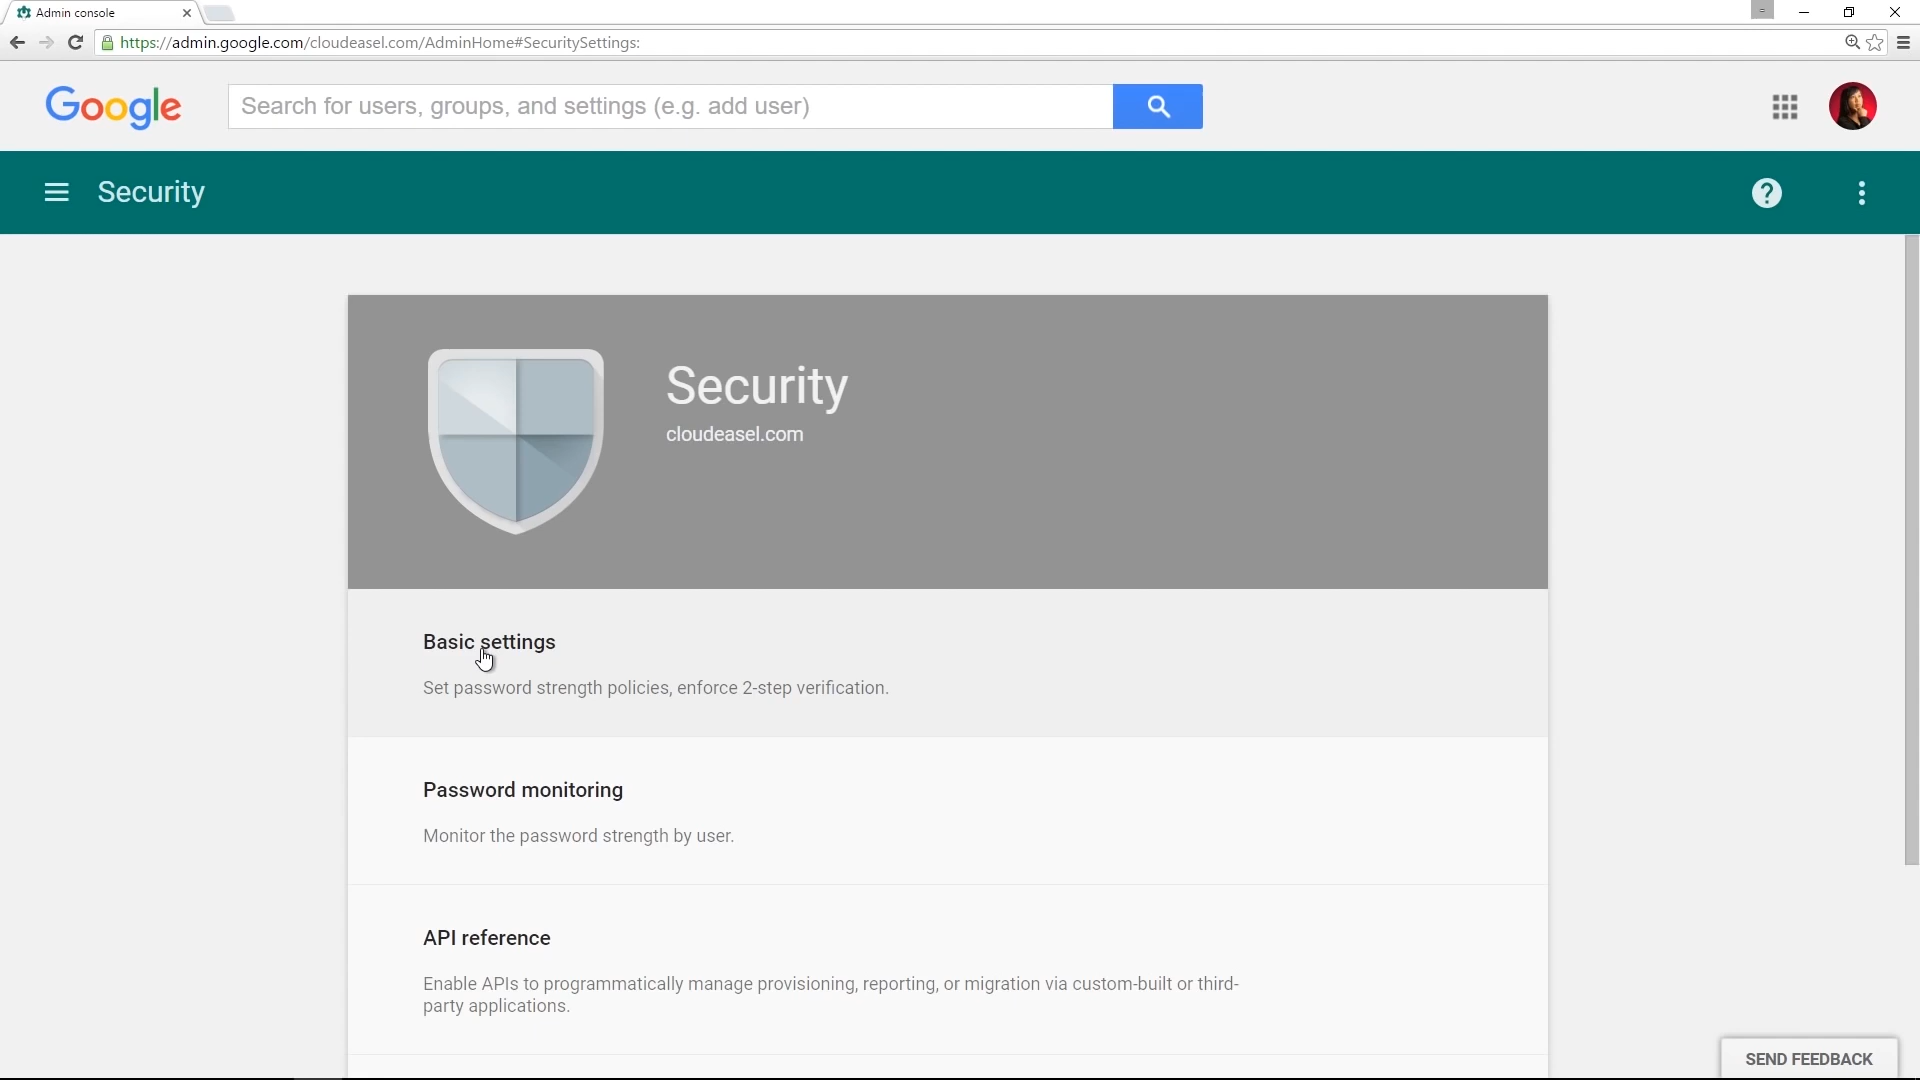 Admin console
https://admin.google.com/cloudeasel.com/AdminHome#SecuritySettings:
Google
Search for users, groups, and settings (e.g. add user)
Security
Security
cloudeasel.com
Basic settings
Set password strength policies, enforce 2-step verification.
Password monitoring
Monitor the password strength by user.
API reference
Enable APIs to programmatically manage provisioning, reporting, or migration via custom-built or third-
party applications.
SEND FEEDBACK